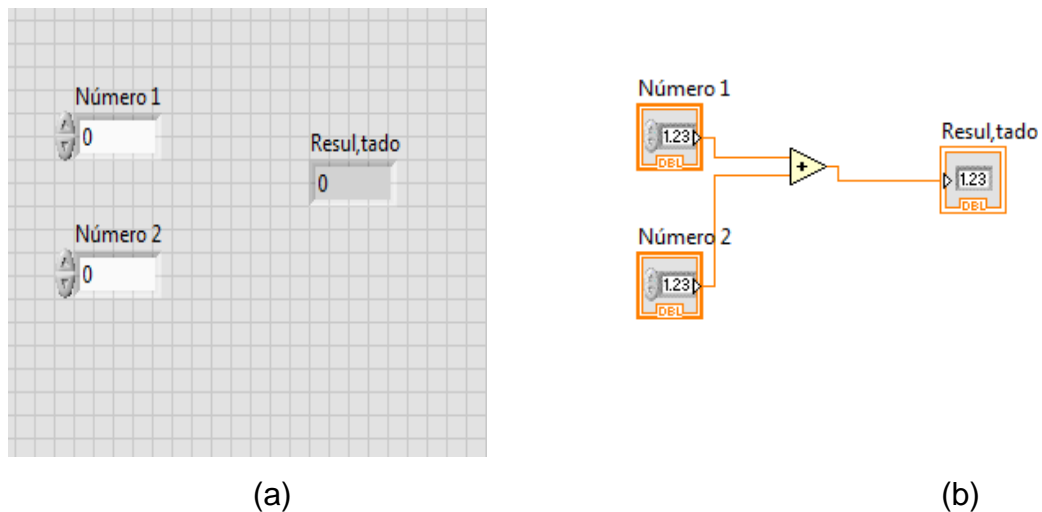 Número 1
0
Resul,tado
0
Número 2
0
(a)
Número 1
1.23
DBL
Resul,tado
1.23
DBL
+
Número 2
1.23
DBL
(b)